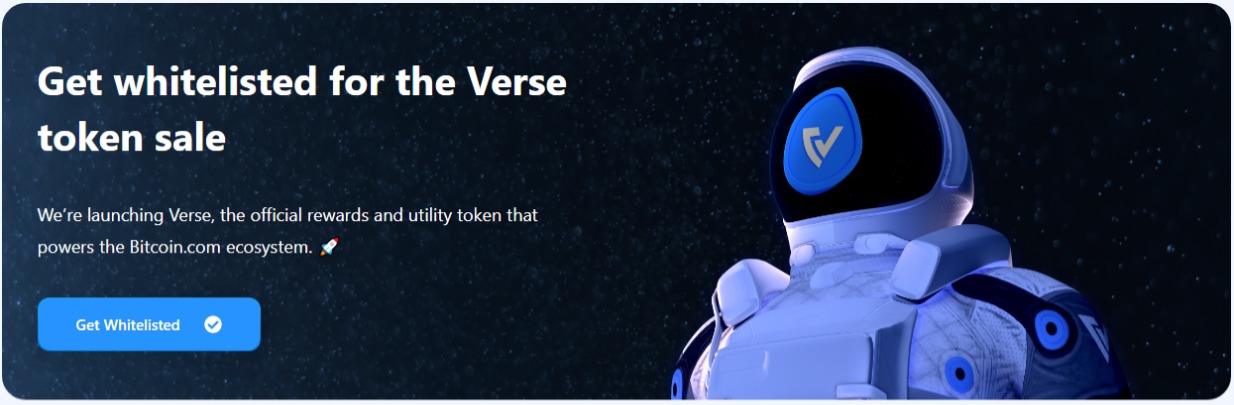 Get whitelisted for the Verse
token sale
We're launching Verse, the official rewards and utility token that
powers the Bitcoin.com ecosystem. 🚀
Get Whitelisted